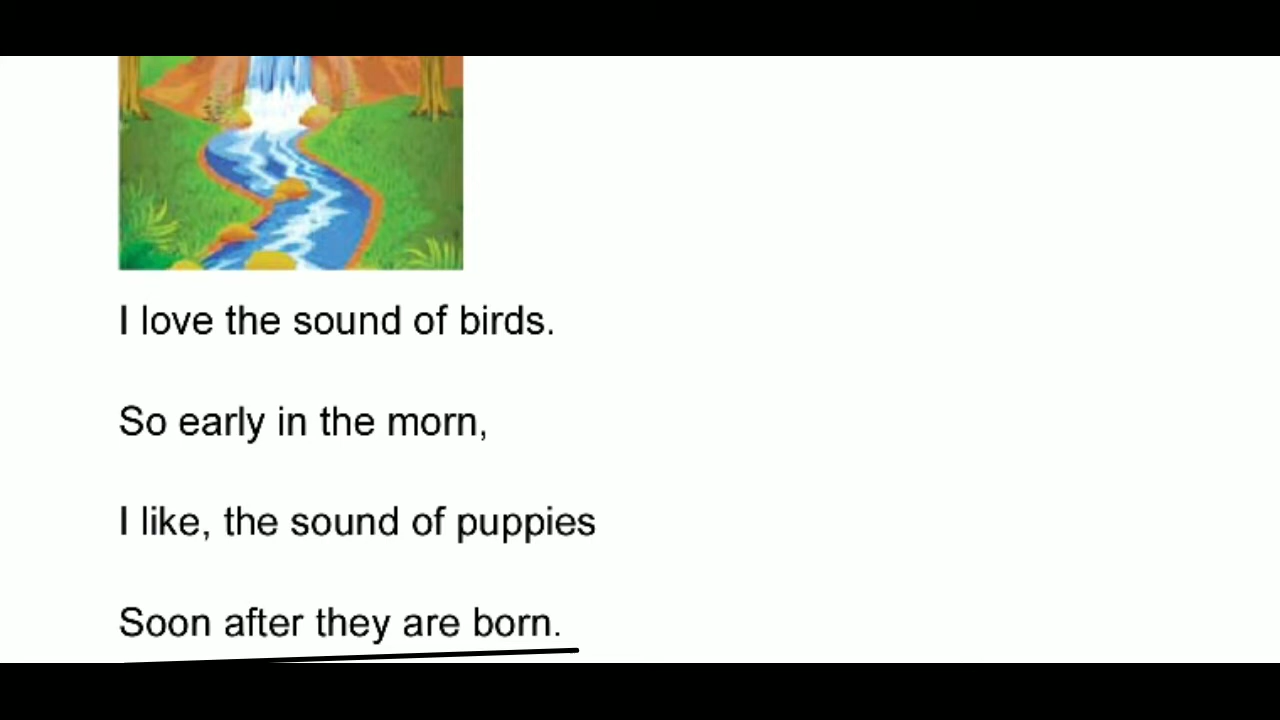 I love the sound of birds.
So early in the morn,
I like, the sound of puppies
Soon after they are born.